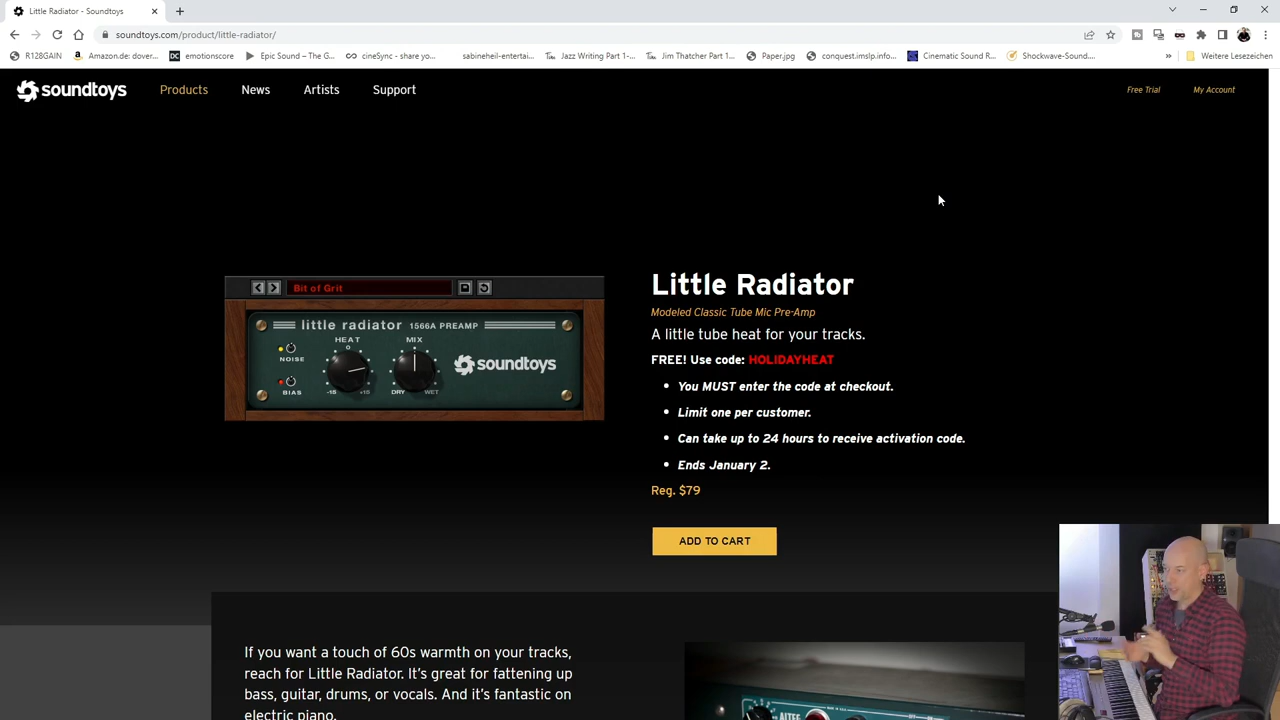 Little Radiator - Soundtoys
soundtoys.com/product/little-radiator/
R128GAIN
Amazon.de: dover...
emotionscore
Epic Sound – The G...
cineSync - share yo...
sabineheil-entertai...
Jazz Writing Part 1-...
Jim Thatcher Part 1...
Paper.jpg
conquest.imslp.info...
Cinematic Sound R...
Shockwave-Sound....
»
Weitere Lesezeichen
soundtoys
Products
News
Artists
Support
Free Trial
My Account
Bit of Grit
little radiator 1566A PREAMP
HEAT
MIX
0
NOISE
BIAS
-15
+15
DRY
WET
soundtoys
Little Radiator
Modeled Classic Tube Mic Pre-Amp
A little tube heat for your tracks.
FREE! Use code: HOLIDAYHEAT
You MUST enter the code at checkout.
Limit one per customer.
Can take up to 24 hours to receive activation code.
Ends January 2.
Reg. $79
ADD TO CART
If you want a touch of 60s warmth on your tracks,
reach for Little Radiator. It's great for fattening up
bass, guitar, drums, or vocals. And it's fantastic on
electric piano.
ALTEC